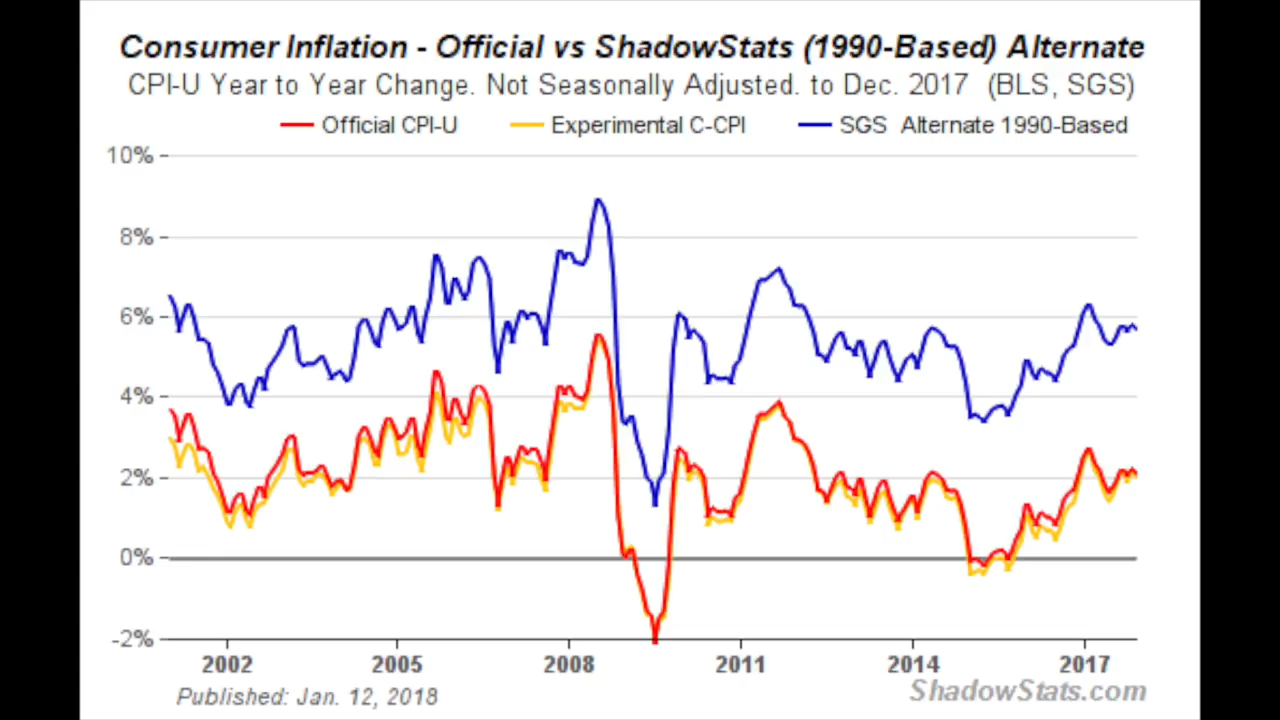 Consumer Inflation - Official vs ShadowStats (1990-Based) Alternate
CPI-U Year to Year Change. Not Seasonally Adjusted. to Dec. 2017 (BLS, SGS)
Official CPI-U Experimental C-CPI SGS Alternate 1990-Based
10%
8%
6%
4%
2%
0%
-2%
2002 2005 2008 2011 2014 2017
Published: Jan. 12, 2018
ShadowStats.com